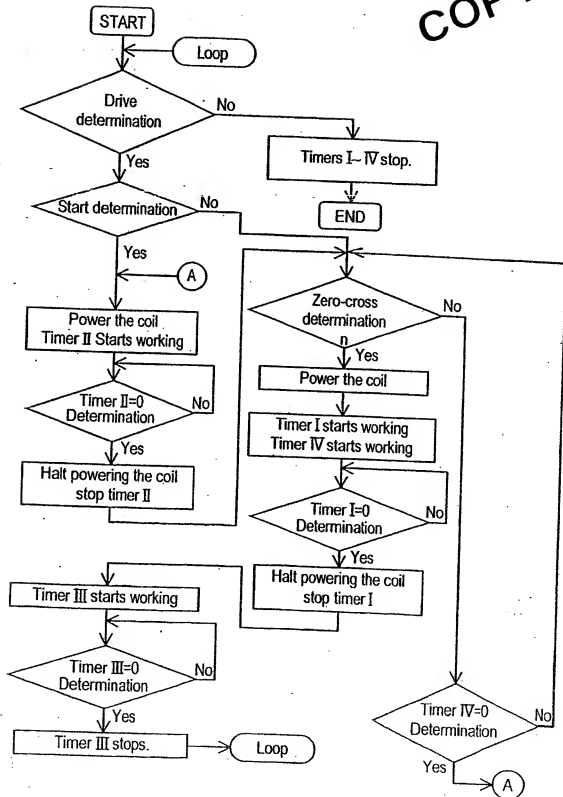 COP
START
Loop
Drive
determination
No
Yes
Timers I~IV stop.
END
Start determination
No
Yes
A
Power the coil
Timer II Starts working
Timer II=0
Determination
No
Yes
Halt powering the coil
stop timer II
Zero-cross
determination
n
No
Yes
Power the coil
Timer I starts working
Timer IV starts working
Timer I=0
Determination
No
Yes
Halt powering the coil
stop timer I
Timer III starts working
Timer III=0
Determination
No
Yes
Timer III stops.
Loop
Timer IV=0
Determination
No
Yes
A